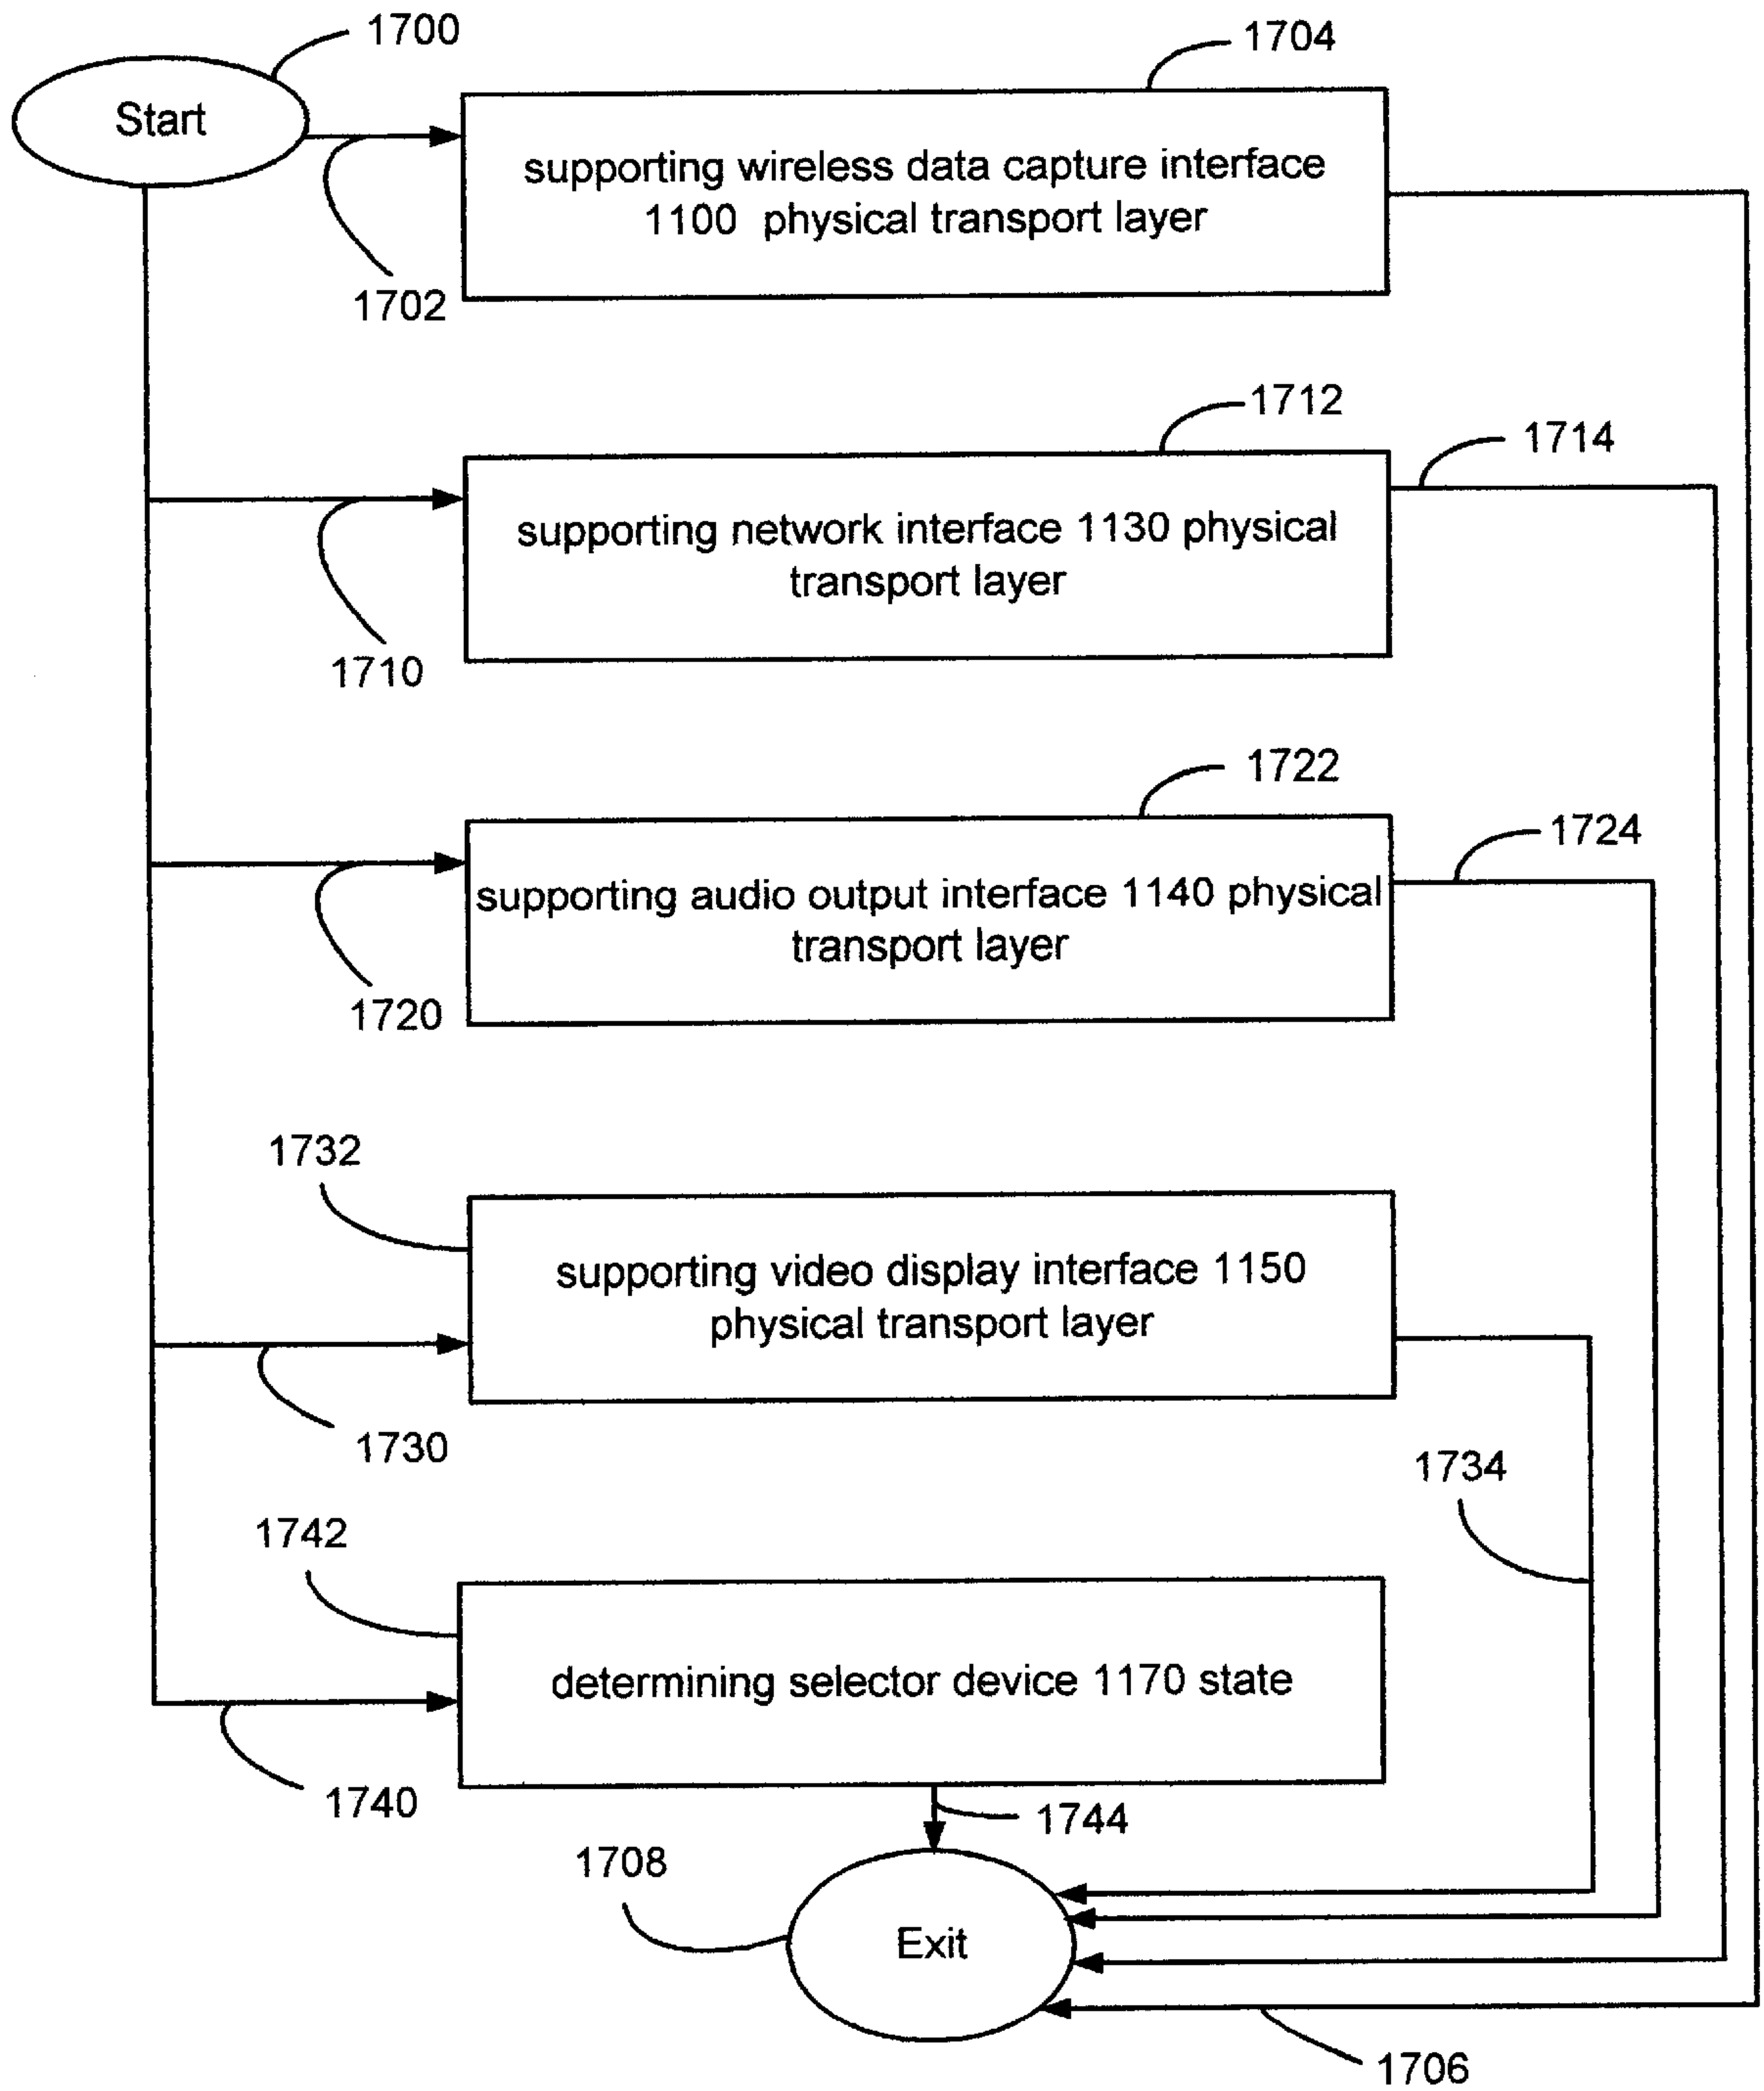 1700
1704
Start
supporting wireless data capture interface
1100 physical transport layer
1702
1712
1714
supporting network interface 1130 physical
transport layer
1710
1722
1724
supporting audio output interface 1140 physical
transport layer
1720
1732
supporting video display interface 1150
physical transport layer
1730
1734
1742
determining selector device 1170 state
1740
1744
1708
Exit
1706